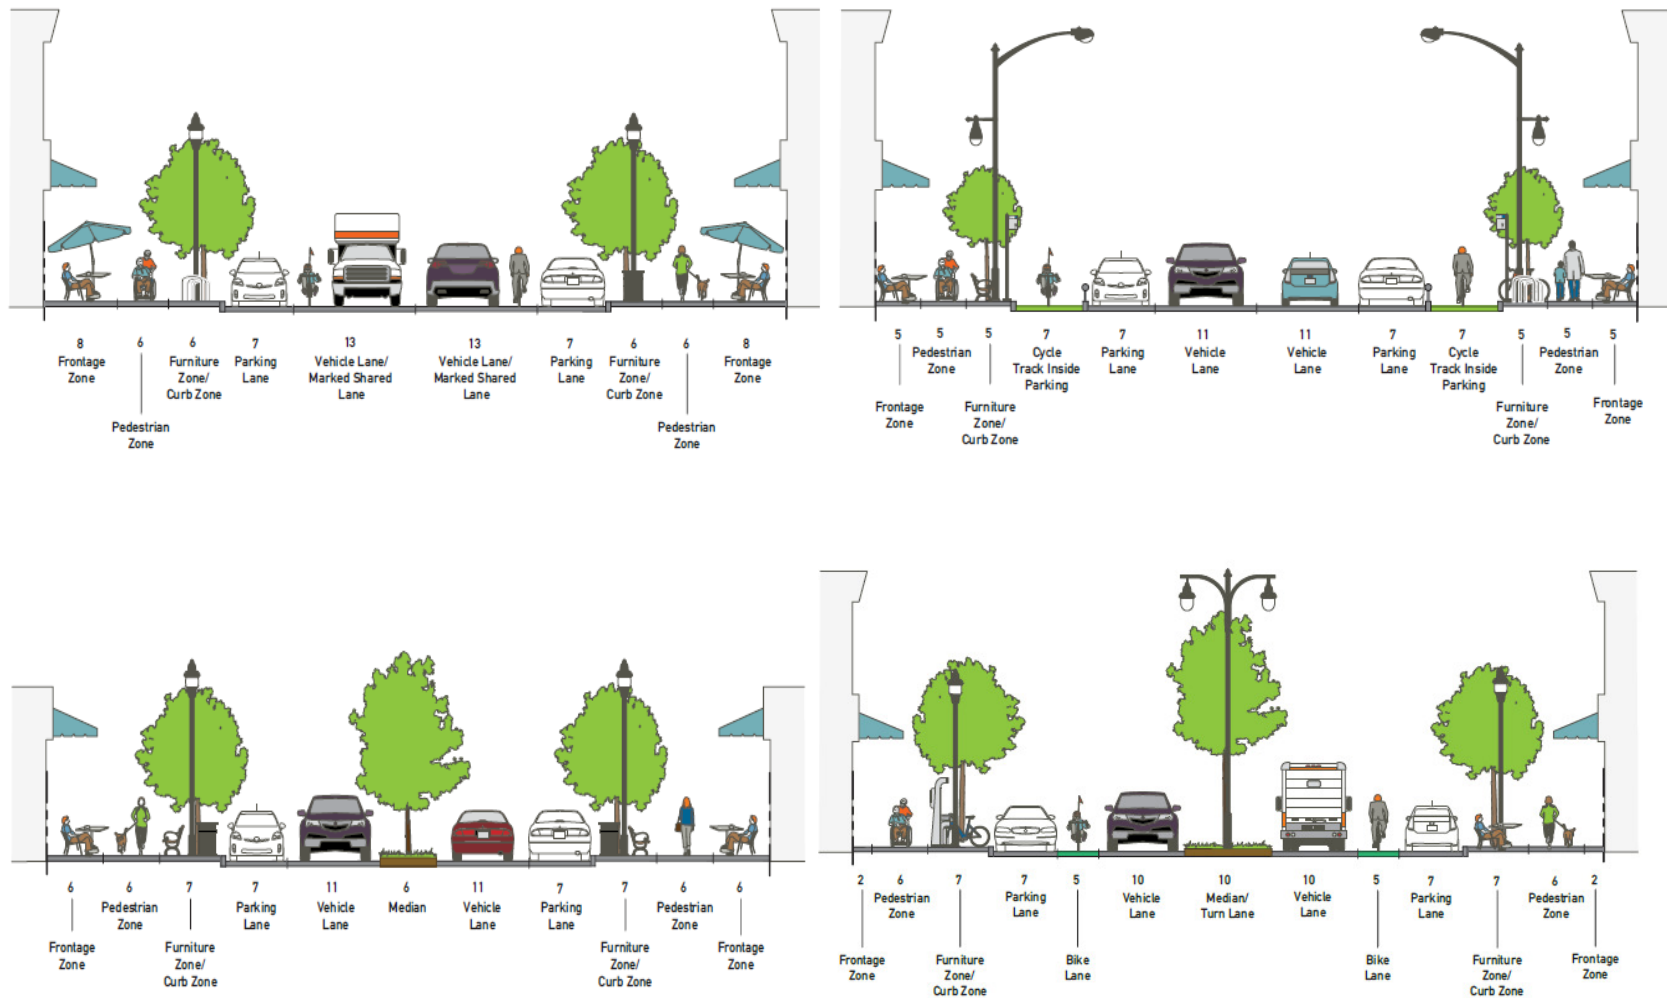 8 6 6 7 13 13 7 6 6 8
Frontage Zone
Furniture Zone/ Curb Zone
Parking Lane
Vehicle Lane/ Marked Shared Lane
Vehicle Lane/ Marked Shared Lane
Parking Lane
Furniture Zone/ Curb Zone
Frontage Zone
Pedestrian Zone
Pedestrian Zone
5 5 5 7 7 11 11 7 7 5 5 5
Pedestrian Zone
Cycle Track Inside Parking
Parking Lane
Vehicle Lane
Vehicle Lane
Parking Lane
Cycle Track Inside Parking
Pedestrian Zone
Frontage Zone
Furniture Zone/ Curb Zone
Furniture Zone/ Curb Zone
Frontage Zone
6 6 7 7 11 6 11 7 7 6 6
Pedestrian Zone
Parking Lane
Vehicle Lane
Median
Vehicle Lane
Parking Lane
Pedestrian Zone
Frontage Zone
Furniture Zone/ Curb Zone
Furniture Zone/ Curb Zone
Frontage Zone
2 6 7 7 5 10 10 10 5 7 7 6 2
Pedestrian Zone
Parking Lane
Vehicle Lane
Median/ Turn Lane
Vehicle Lane
Parking Lane
Pedestrian Zone
Frontage Zone
Furniture Zone/ Curb Zone
Bike Lane
Bike Lane
Furniture Zone/ Curb Zone
Frontage Zone